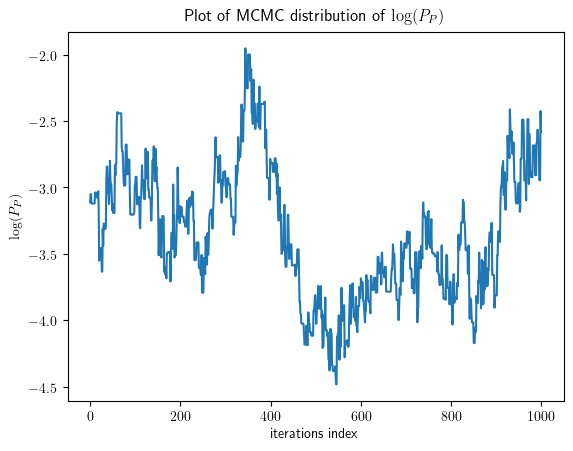 Plot of MCMC distribution of log(P_P)
−2.0
−2.5
−3.0
−3.5
−4.0
−4.5
log(P_P)
0 200 400 600 800 1000
iterations index